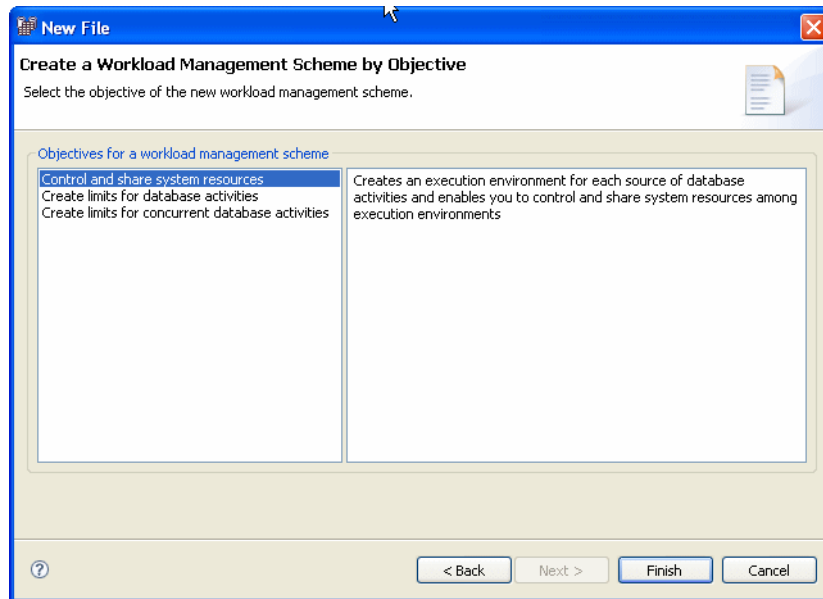 New File
Create a Workload Management Scheme by Objective
Select the objective of the new workload management scheme.
Objectives for a workload management scheme
Control and share system resources
Create limits for database activities
Create limits for concurrent database activities
Creates an execution environment for each source of database
activities and enables you to control and share system resources among
execution environments
?
< Back
Next >
Finish
Cancel